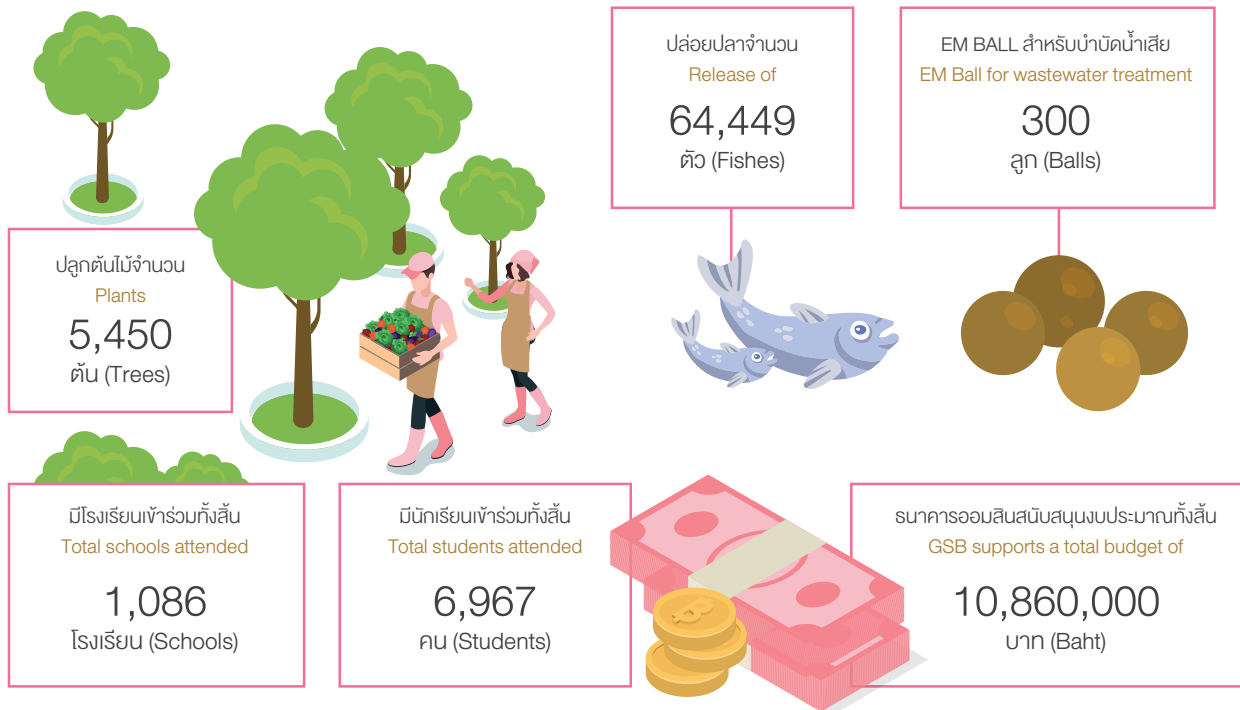 ปล่อยปลาจำนวน
Release of
64,449
ตัว (Fishes)
EM BALL สำหรับบำบัดน้ำเสีย
EM Ball for wastewater treatment
300
ลูก (Balls)
ปลูกต้นไม้จำนวน
Plants
5,450
ต้น (Trees)
มีโรงเรียนเข้าร่วมทั้งสิ้น
Total schools attended
1,086
โรงเรียน (Schools)
มีนักเรียนเข้าร่วมทั้งสิ้น
Total students attended
6,967
คน (Students)
ธนาคารออมสินสนับสนุนงบประมาณทั้งสิ้น
GSB supports a total budget of
10,860,000
บาท (Baht)